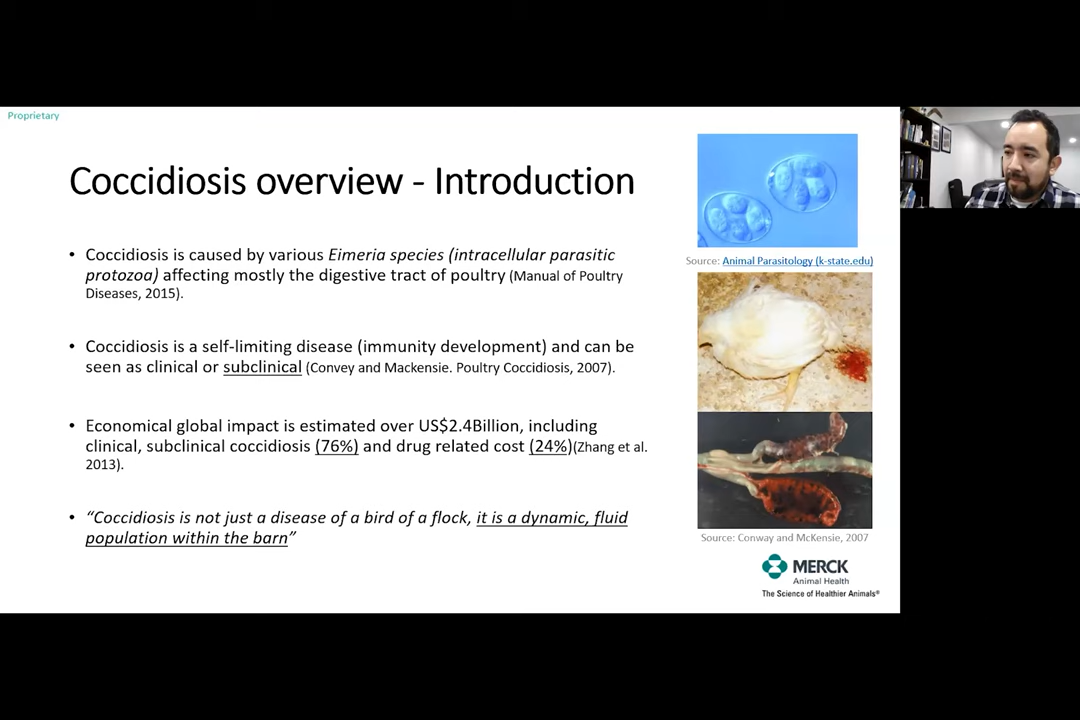 Proprietary
Coccidiosis overview - Introduction
• Coccidiosis is caused by various Eimeria species (intracellular parasitic
protozoa) affecting mostly the digestive tract of poultry (Manual of Poultry
Diseases, 2015).
• Coccidiosis is a self-limiting disease (immunity development) and can be
seen as clinical or subclinical (Convey and Mackensie. Poultry Coccidiosis, 2007).
• Economical global impact is estimated over US$2.4Billion, including
clinical, subclinical coccidiosis (76%) and drug related cost (24%)(Zhang et al.
2013).
• “Coccidiosis is not just a disease of a bird of a flock, it is a dynamic, fluid
population within the barn”
Source: Animal Parasitology (k-state.edu)
Source: Conway and McKensie, 2007
MERCK
Animal Health
The Science of Healthier Animals®